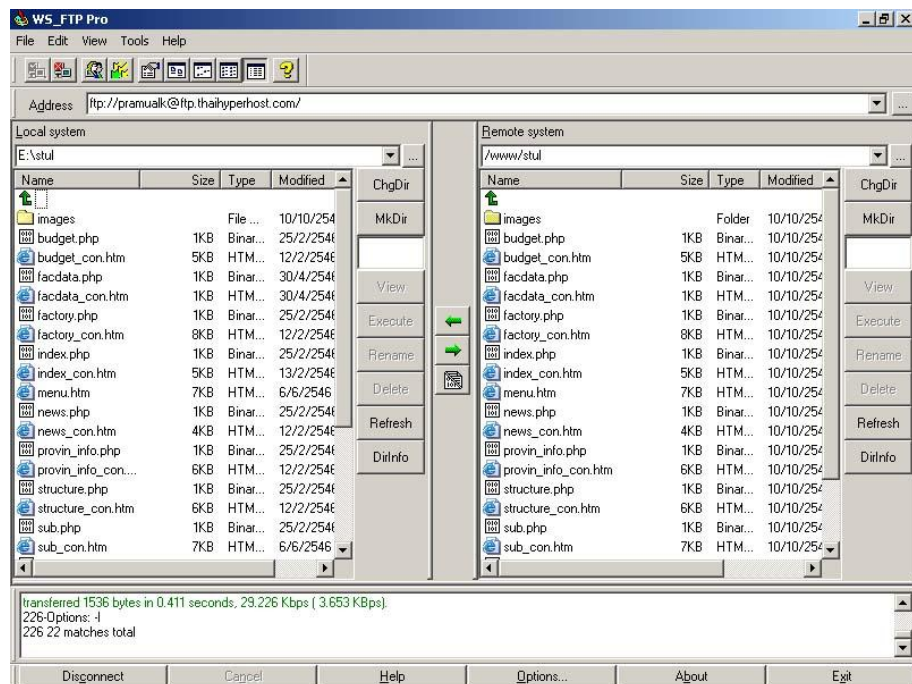 WS_FTP Pro
File Edit View Tools Help
Address ftp://pramualk@ftp.thaihyperhost.com/ ...
Local system
E:\stul ...
Name Size Type Modified
images File ... 10/10/254
budget.php 1KB Binar... 25/2/2546
budget_con.htm 5KB HTM... 12/2/2546
facdata.php 1KB Binar... 30/4/2546
facdata_con.htm 1KB HTM... 30/4/2546
factory.php 1KB Binar... 25/2/2546
factory_con.htm 8KB HTM... 12/2/2546
index.php 1KB Binar... 25/2/2546
index_con.htm 5KB HTM... 13/2/2546
menu.htm 7KB HTM... 6/6/2546
news.php 1KB Binar... 25/2/2546
news_con.htm 4KB HTM... 12/2/2546
provin_info.php 1KB Binar... 25/2/2546
provin_info_con.... 6KB HTM... 12/2/2546
structure.php 1KB Binar... 25/2/2546
structure_con.htm 6KB HTM... 12/2/2546
sub.php 1KB Binar... 25/2/2546
sub_con.htm 7KB HTM... 6/6/2546
ChgDir
MkDir
View
Execute
Rename
Delete
Refresh
DirInfo
Remote system
/www/stul ...
Name Size Type Modified
images Folder 10/10/254
budget.php 1KB Binar... 10/10/254
budget_con.htm 5KB HTM... 10/10/254
facdata.php 1KB Binar... 10/10/254
facdata_con.htm 1KB HTM... 10/10/254
factory.php 1KB Binar... 10/10/254
factory_con.htm 8KB HTM... 10/10/254
index.php 1KB Binar... 10/10/254
index_con.htm 5KB HTM... 10/10/254
menu.htm 7KB HTM... 10/10/254
news.php 1KB Binar... 10/10/254
news_con.htm 4KB HTM... 10/10/254
provin_info.php 1KB Binar... 10/10/254
provin_info_con.htm 6KB HTM... 10/10/254
structure.php 1KB Binar... 10/10/254
structure_con.htm 6KB HTM... 10/10/254
sub.php 1KB Binar... 10/10/254
sub_con.htm 7KB HTM... 10/10/254
ChgDir
MkDir
View
Execute
Rename
Delete
Refresh
DirInfo
transferred 1536 bytes in 0.411 seconds, 29.226 Kbps ( 3.653 KBps).
226-Options: -l
226 22 matches total
Disconnect Cancel Help Options... About Exit